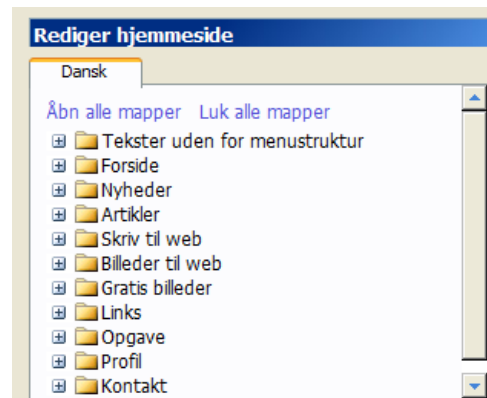 Rediger hjemmeside
Dansk
Åbn alle mapper Luk alle mapper
Tekster uden for menustruktur
Forside
Nyheder
Artikler
Skriv til web
Billeder til web
Gratis billeder
Links
Opgave
Profil
Kontakt